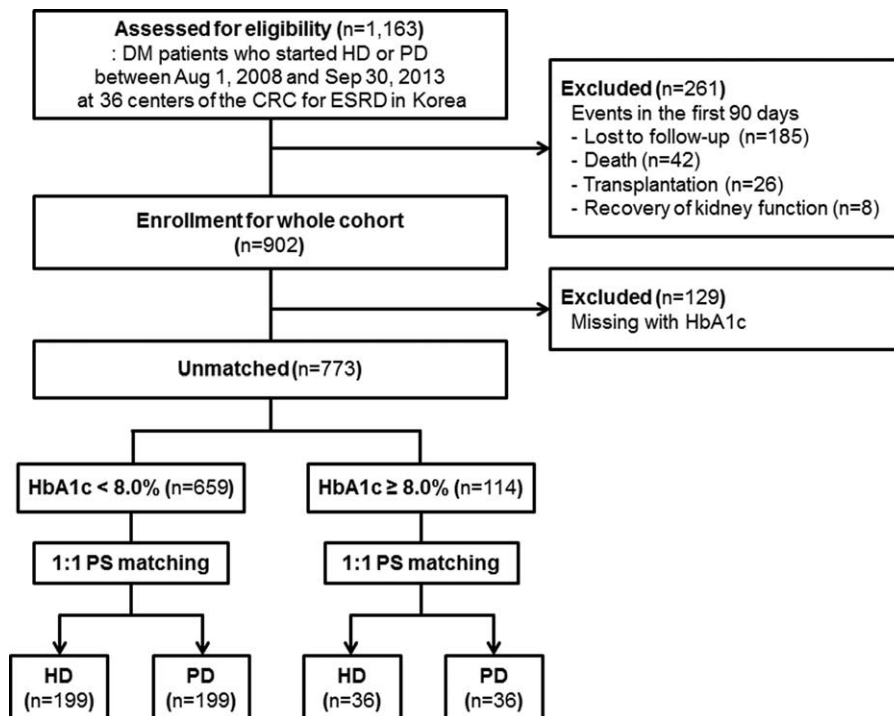 Assessed for eligibility (n=1,163)
: DM patients who started HD or PD
between Aug 1, 2008 and Sep 30, 2013
at 36 centers of the CRC for ESRD in Korea
Excluded (n=261)
Events in the first 90 days
- Lost to follow-up (n=185)
- Death (n=42)
- Transplantation (n=26)
- Recovery of kidney function (n=8)
Enrollment for whole cohort
(n=902)
Excluded (n=129)
Missing with HbA1c
Unmatched (n=773)
HbA1c < 8.0% (n=659)
HbA1c ≥ 8.0% (n=114)
1:1 PS matching
1:1 PS matching
HD
(n=199)
PD
(n=199)
HD
(n=36)
PD
(n=36)